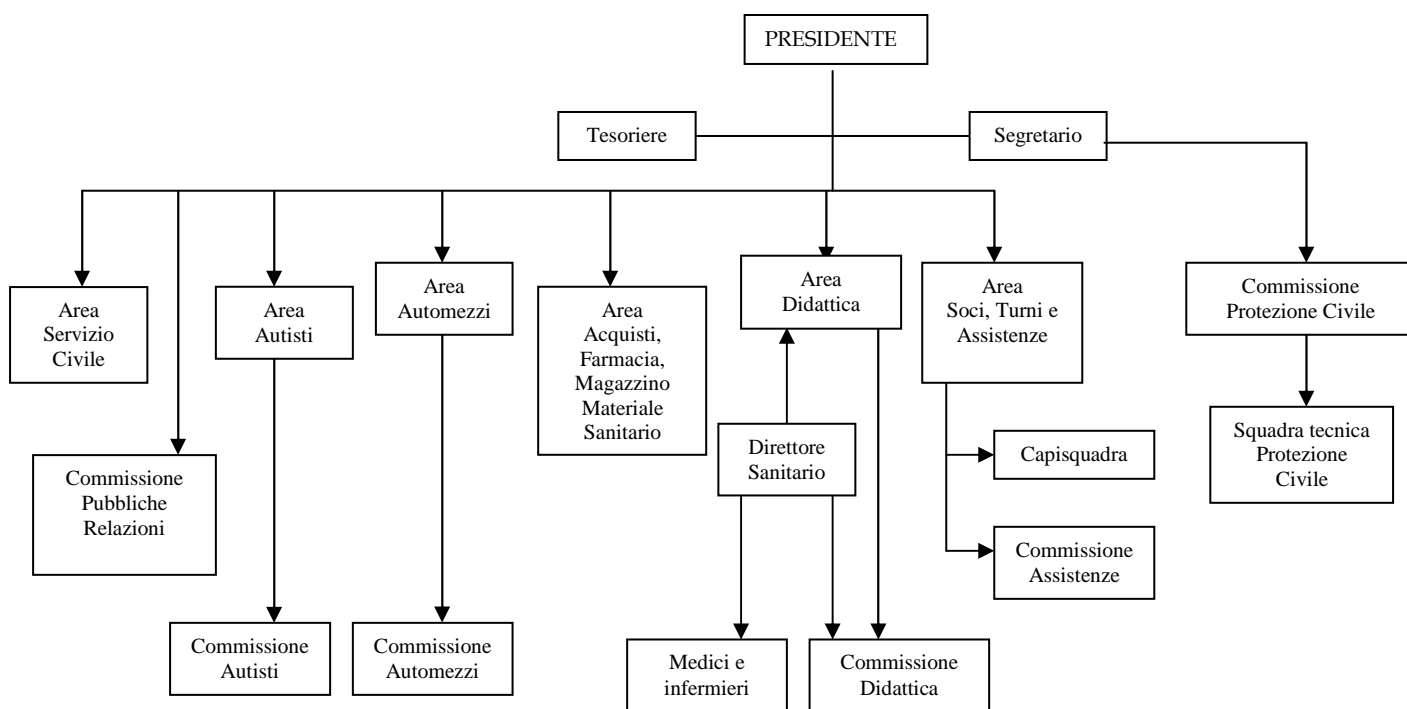 PRESIDENTE
Tesoriere
Segretario
Area
Servizio
Civile
Commissione
Pubbliche
Relazioni
Area
Autisti
Area
Automezzi
Area
Acquisti,
Farmacia,
Magazzino
Materiale
Sanitario
Area
Didattica
Area
Soci, Turni e
Assistenze
Commissione
Protezione Civile
Direttore
Sanitario
Capisquadra
Squadra tecnica
Protezione
Civile
Commissione
Assistenze
Commissione
Autisti
Commissione
Automezzi
Medici e
infermieri
Commissione
Didattica